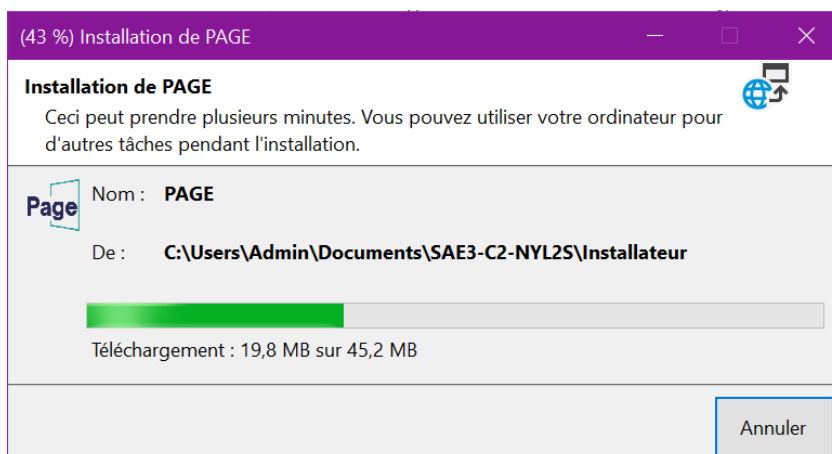 (43 %) Installation de PAGE
Installation de PAGE
Ceci peut prendre plusieurs minutes. Vous pouvez utiliser votre ordinateur pour
d'autres tâches pendant l'installation.
Page
Nom : PAGE
De : C:\Users\Admin\Documents\SAE3-C2-NYL2S\Installateur
Téléchargement : 19,8 MB sur 45,2 MB
Annuler